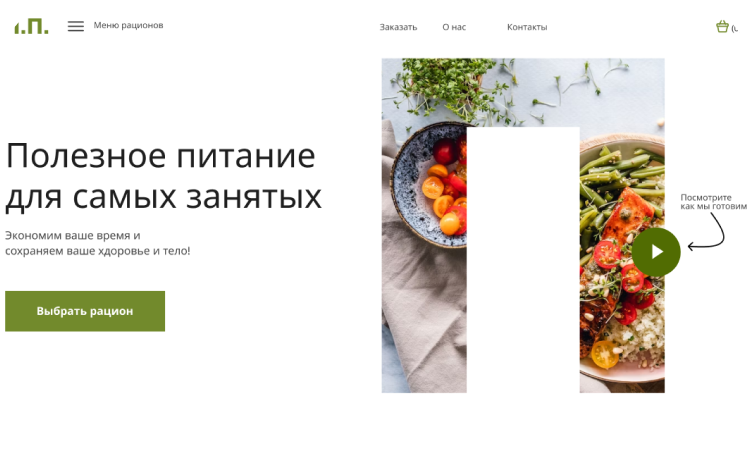 Меню рационов
Заказать
О нас
Контакты
Полезное питание
для самых занятых
Экономим ваше время и
сохраняем ваше здоровье и тело!
Выбрать рацион
Посмотрите
как мы готовим